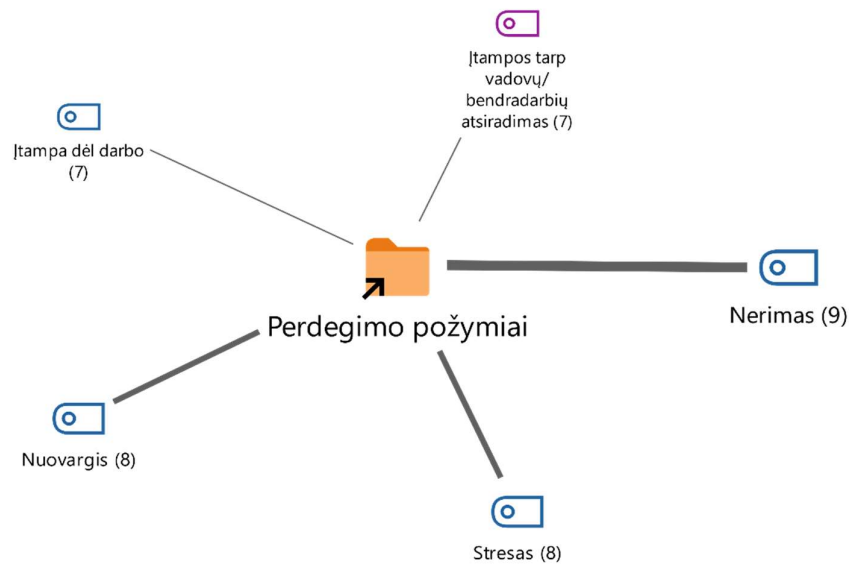 Įtampos tarp
vadovų/
bendradarbių
atsiradimas (7)
Įtampa dėl darbo
(7)
Nerimas (9)
Perdegimo požymiai
Nuovargis (8)
Stresas (8)